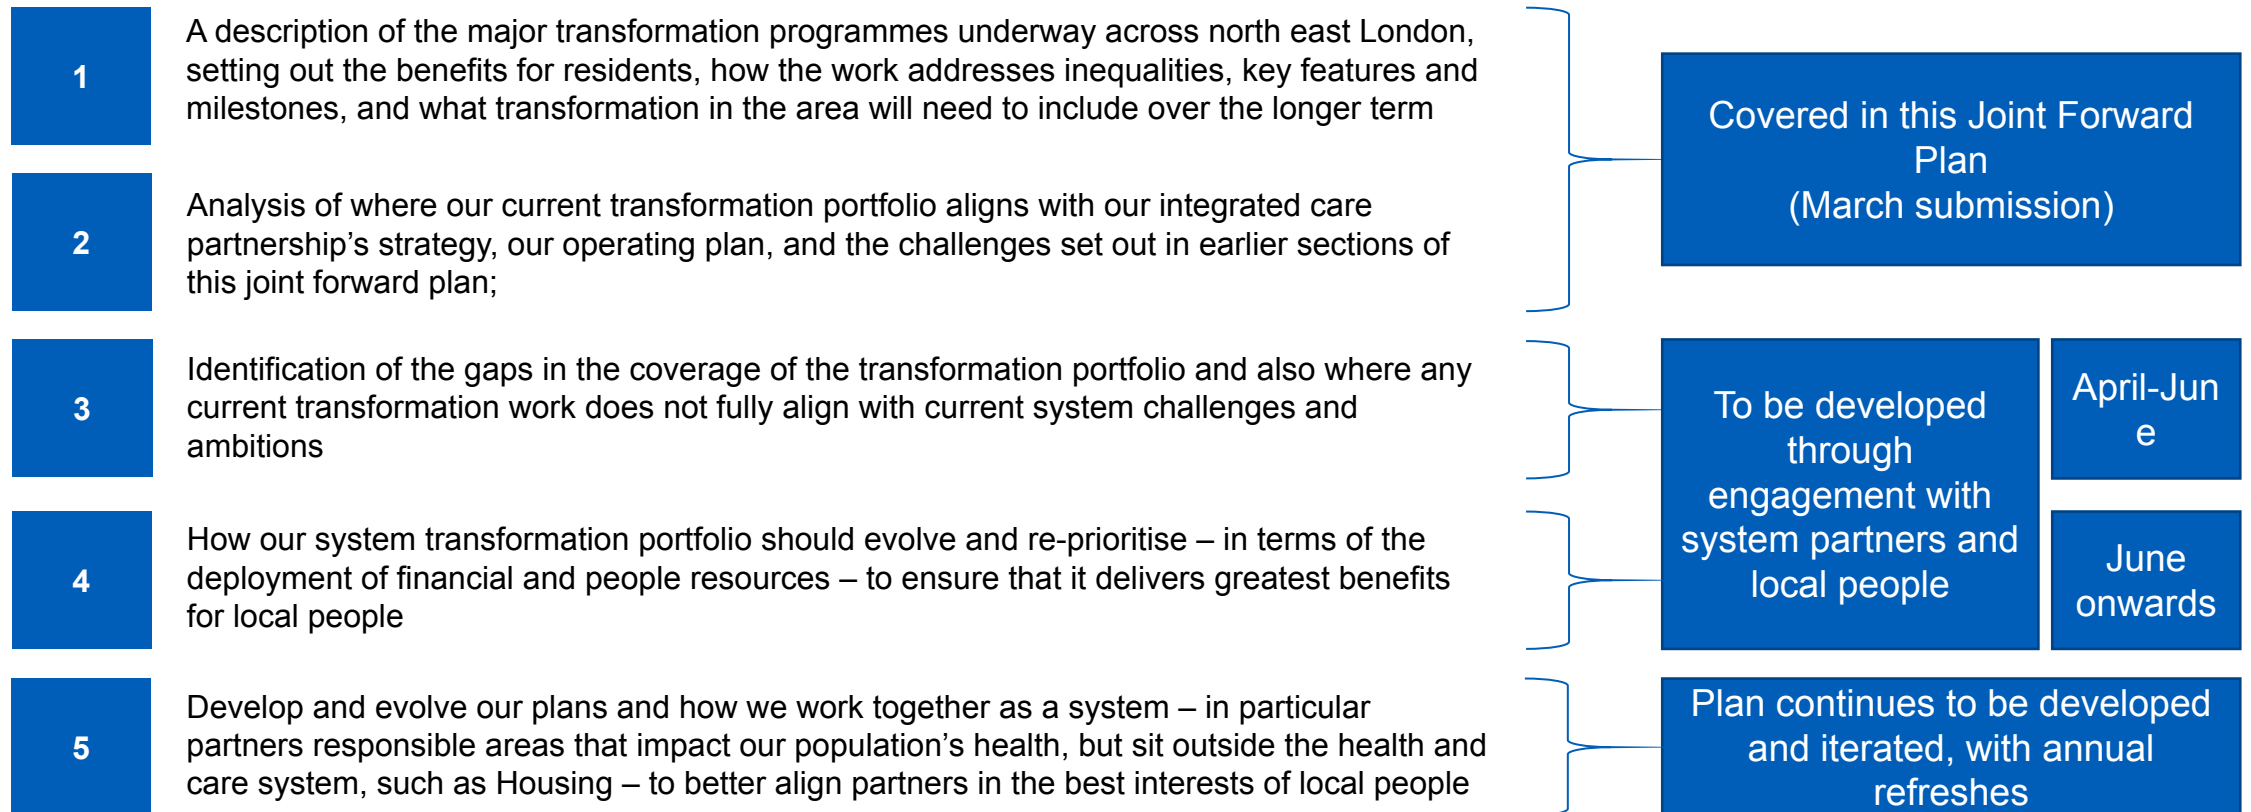 1
A description of the major transformation programmes underway across north east London,
setting out the benefits for residents, how the work addresses inequalities, key features and
milestones, and what transformation in the area will need to include over the longer term
2
Analysis of where our current transformation portfolio aligns with our integrated care
partnership’s strategy, our operating plan, and the challenges set out in earlier sections of
this joint forward plan;
Covered in this Joint Forward
Plan
(March submission)
3
Identification of the gaps in the coverage of the transformation portfolio and also where any
current transformation work does not fully align with current system challenges and
ambitions
4
How our system transformation portfolio should evolve and re-prioritise – in terms of the
deployment of financial and people resources – to ensure that it delivers greatest benefits
for local people
To be developed
through
engagement with
system partners and
local people
April-Jun
e
June
onwards
5
Develop and evolve our plans and how we work together as a system – in particular
partners responsible areas that impact our population’s health, but sit outside the health and
care system, such as Housing – to better align partners in the best interests of local people
Plan continues to be developed
and iterated, with annual
refreshes